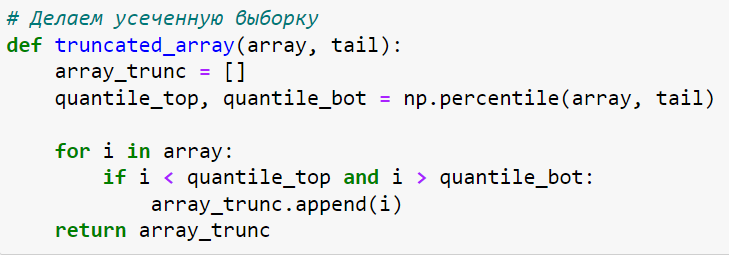 # Делаем усеченную выборку
def truncated_array(array, tail):
    array_trunc = []
    quantile_top, quantile_bot = np.percentile(array, tail)

    for i in array:
        if i < quantile_top and i > quantile_bot:
            array_trunc.append(i)
    return array_trunc